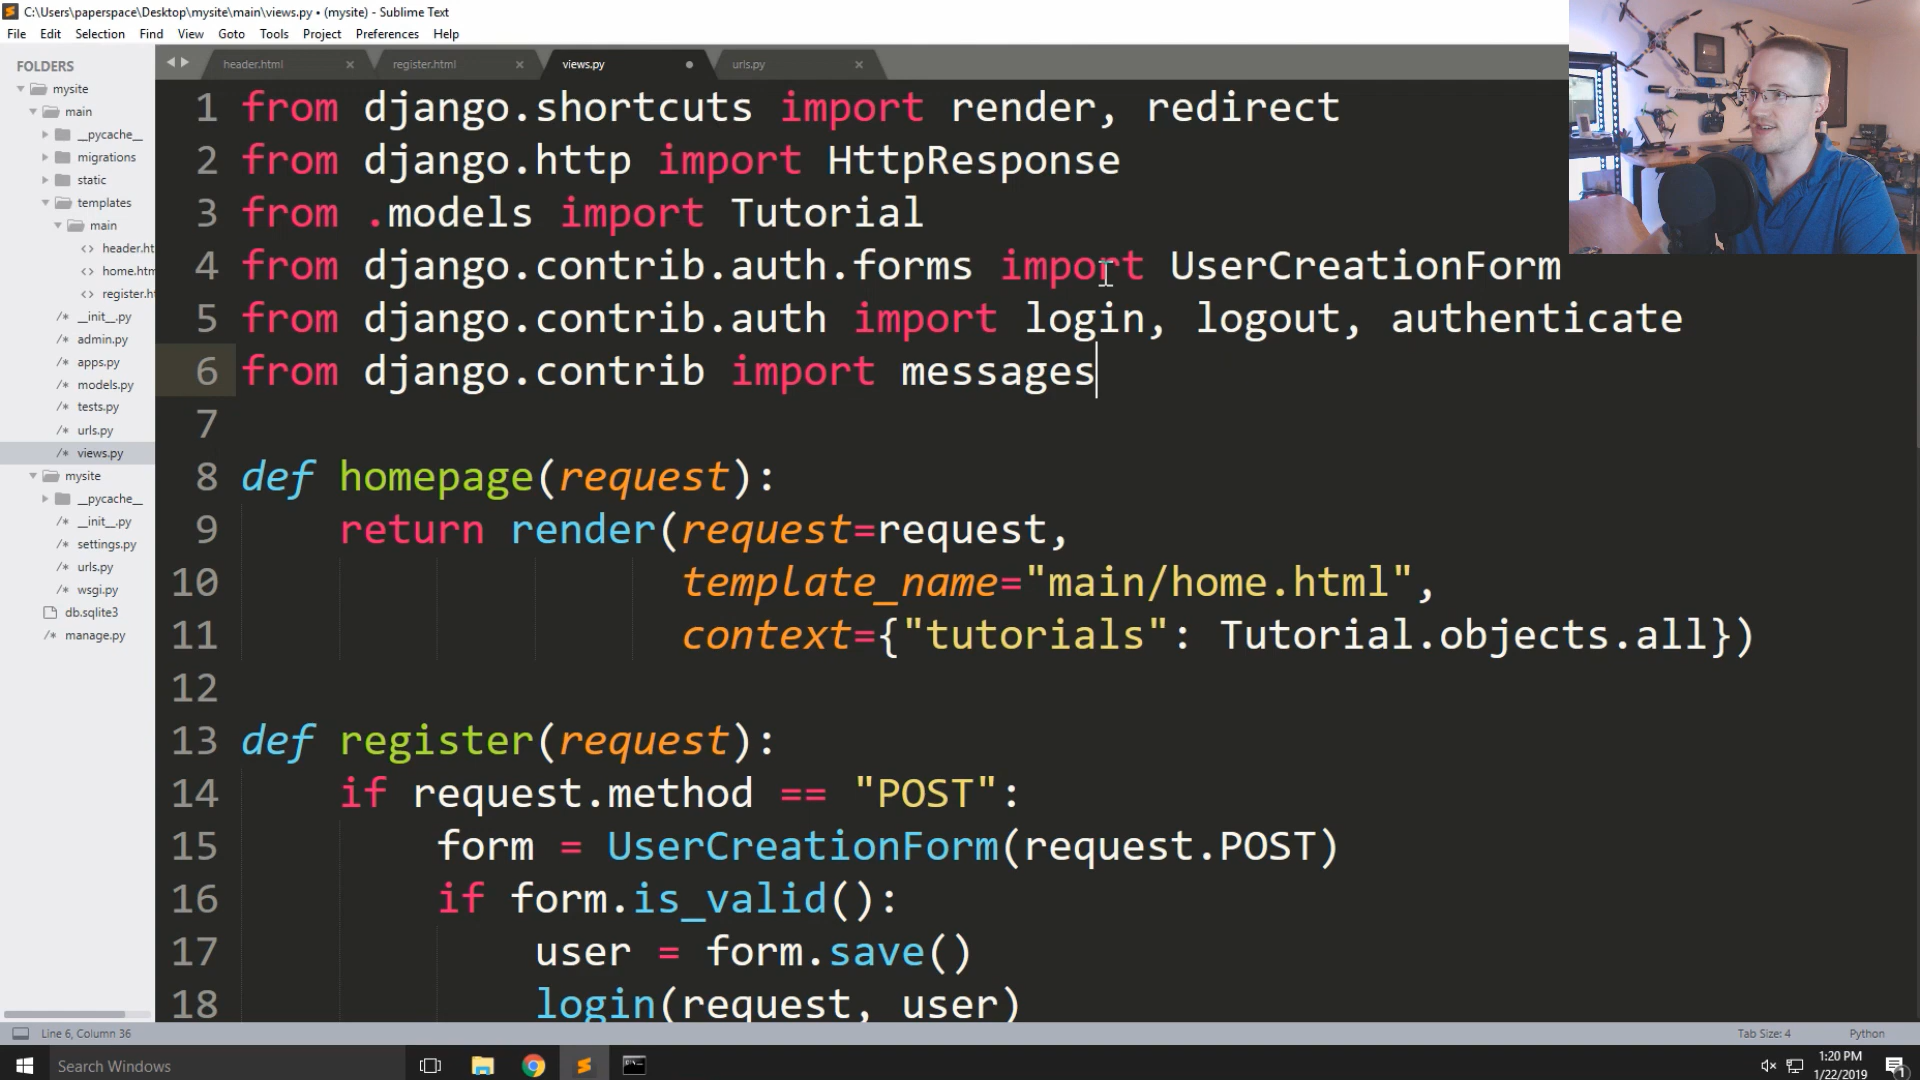 C:\Users\paperspace\Desktop\mysite\main\views.py • (mysite) - Sublime Text
File Edit Selection Find View Goto Tools Project Preferences Help
FOLDERS
mysite
main
__pycache__
migrations
static
templates
main
header.ht
home.htm
register.h
__init__.py
admin.py
apps.py
models.py
tests.py
urls.py
views.py
mysite
__pycache__
__init__.py
settings.py
urls.py
wsgi.py
db.sqlite3
manage.py
header.html register.html views.py urls.py
1 from django.shortcuts import render, redirect
2 from django.http import HttpResponse
3 from .models import Tutorial
4 from django.contrib.auth.forms import UserCreationForm
5 from django.contrib.auth import login, logout, authenticate
6 from django.contrib import messages
7
8 def homepage(request):
9 return render(request=request,
10 template_name="main/home.html",
11 context={"tutorials": Tutorial.objects.all})
12
13 def register(request):
14 if request.method == "POST":
15 form = UserCreationForm(request.POST)
16 if form.is_valid():
17 user = form.save()
18 login(request, user)
Line 6, Column 36 Tab Size: 4 Python
Search Windows
1:20 PM
1/22/2019
1